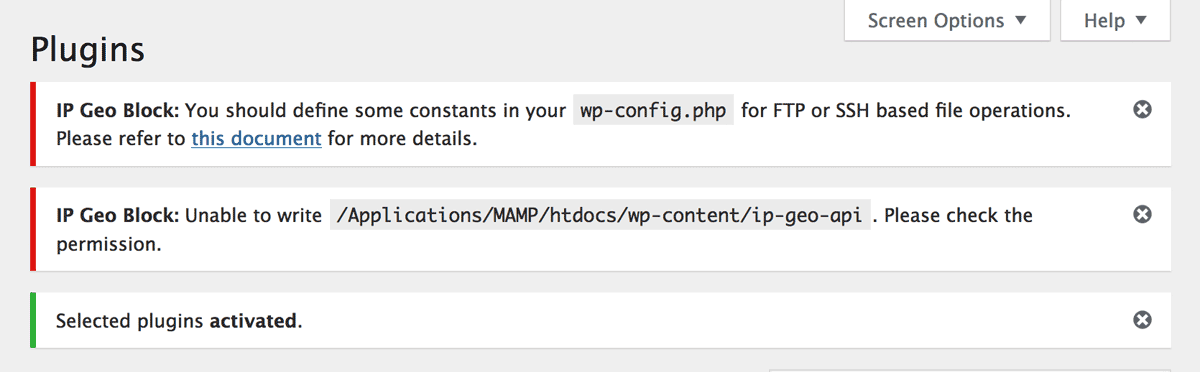 Screen Options ▼
Help ▼
Plugins
IP Geo Block: You should define some constants in your wp-config.php for FTP or SSH based file operations.
Please refer to this document for more details.
IP Geo Block: Unable to write /Applications/MAMP/htdocs/wp-content/ip-geo-api . Please check the
permission.
Selected plugins activated.